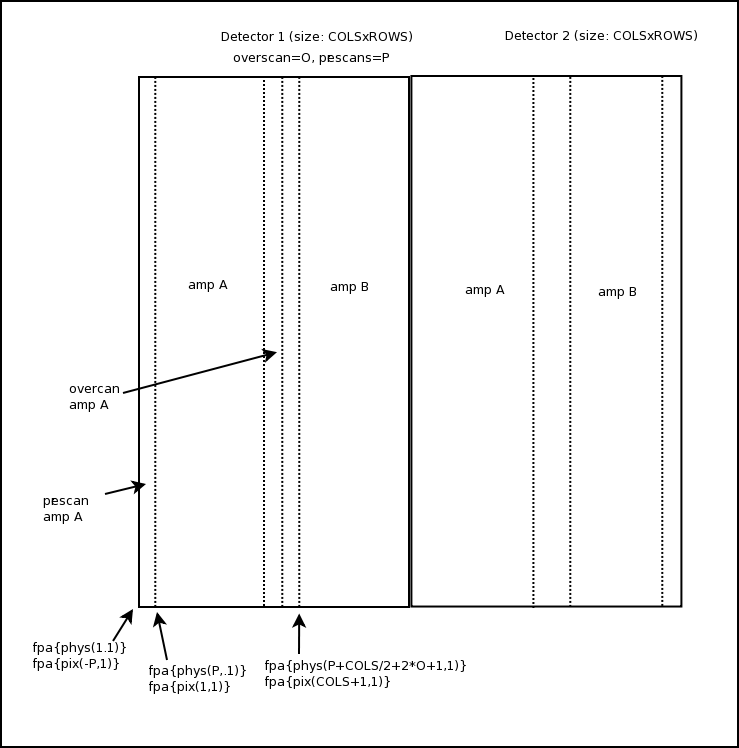 Detector 1 (size: COLSxROWS)
overscan=O, prescans=P
Detector 2 (size: COLSxROWS)
amp A
amp B
amp A
amp B
overcan
amp A
prescan
amp A
fpa{phys(1.1)}
fpa{pix(-P,1)}
fpa{phys(P,.1)}
fpa{pix(1,1)}
fpa{phys(P+COLS/2+2*O+1,1)}
fpa{pix(COLS+1,1)}